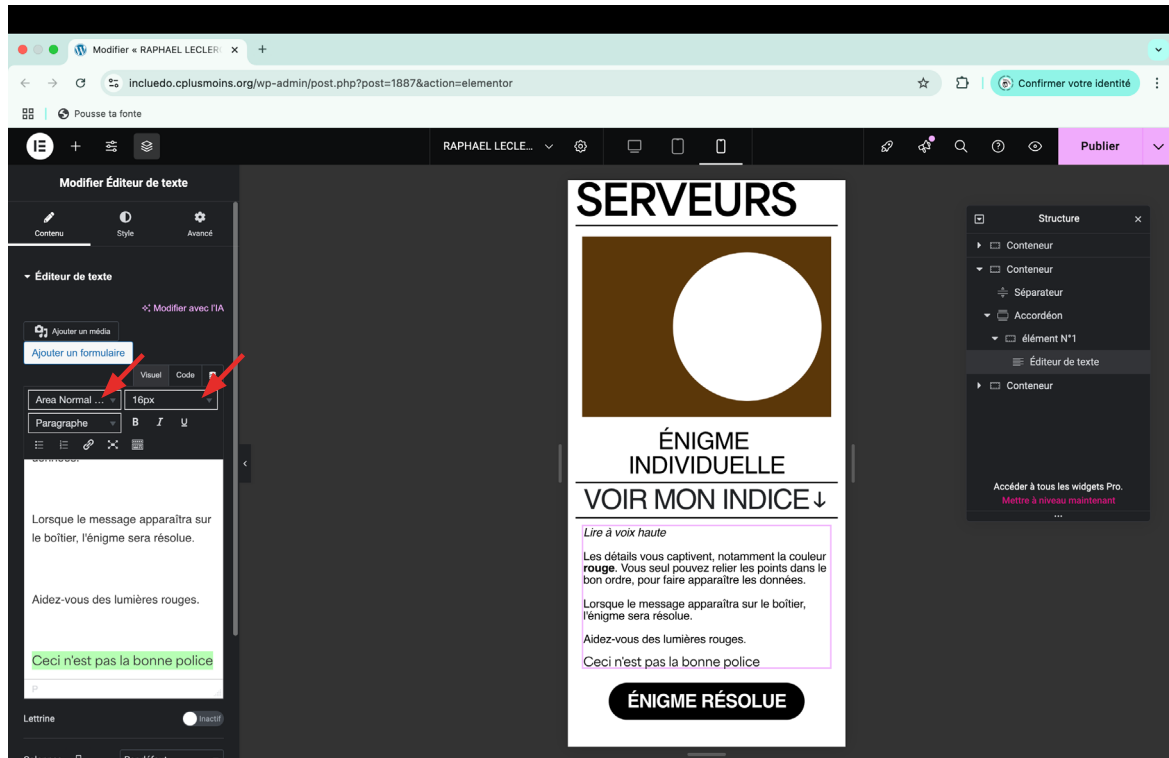 Modifier « RAPHAEL LECLER
includo.cplusmoins.org/wp-admin/post.php?post=1887&action=elementor
Confirmer votre identité
Pousse ta fonte
RAPHAEL LECLE...
Publier
Modifier Éditeur de texte
Contenu
Style
Avancé
Éditeur de texte
Modifier avec l'IA
Ajouter un média
Ajouter un formulaire
Visuel
Code
Area Normal ...
16px
Paragraphe
B I U
Lorsque le message apparaîtra sur
le boîtier, l'énigme sera résolue.
Aidez-vous des lumières rouges.
Ceci n'est pas la bonne police
P
Lettrine
Inactif
SERVEURS
ÉNIGME
INDIVIDUELLE
VOIR MON INDICE↓
Lire à voix haute
Les détails vous captivent, notamment la couleur
rouge. Vous seul pouvez relier les points dans le
bon ordre, pour faire apparaître les données.
Lorsque le message apparaîtra sur le boîtier,
l'énigme sera résolue.
Aidez-vous des lumières rouges.
Ceci n'est pas la bonne police
ÉNIGME RÉSOLUE
Structure
Conteneur
Conteneur
Séparateur
Accordéon
élément N°1
Éditeur de texte
Conteneur
Accéder à tous les widgets Pro.
Mettre à niveau maintenant